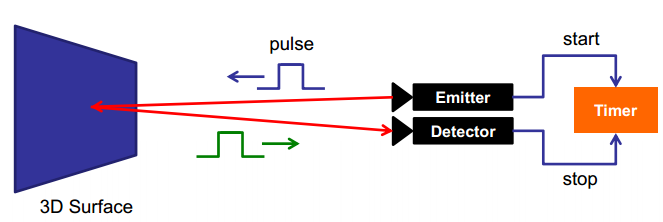 pulse
start
Emitter
Timer
Detector
stop
3D Surface